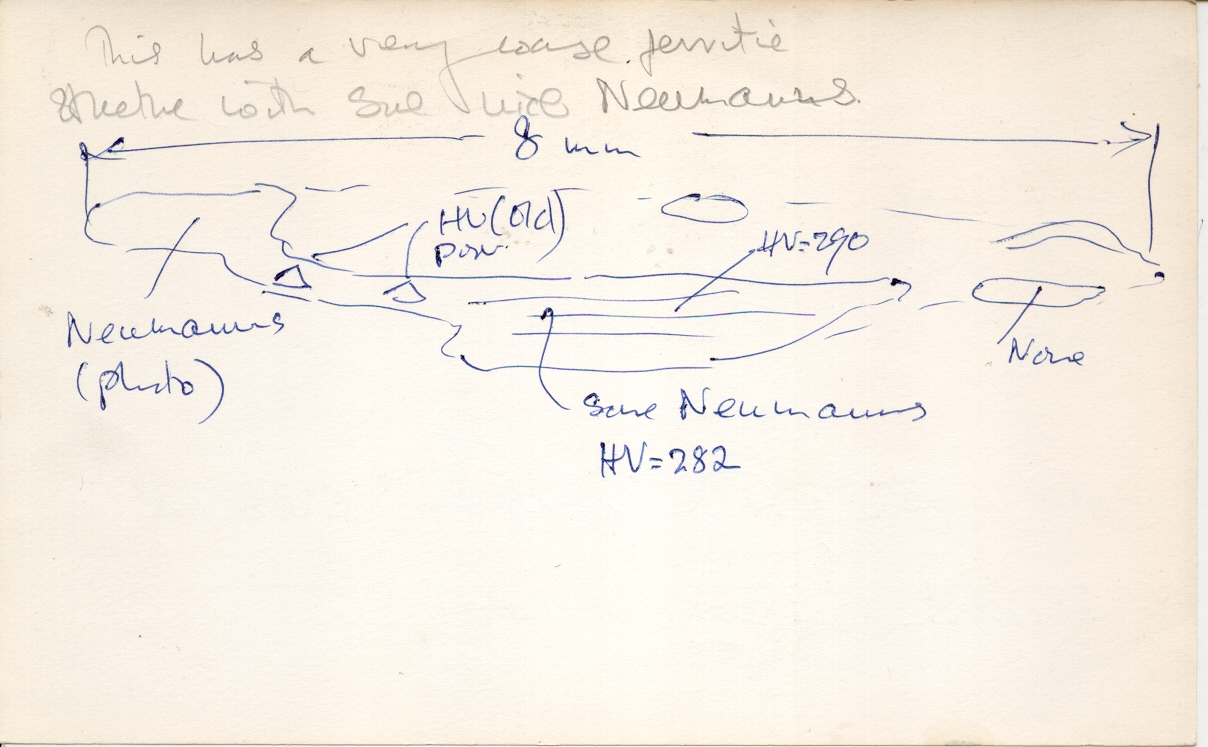 This has a very coarse ferritic
structure with some nice Neumanns.
8 mm
HV (Old)
HV=290
Neumanns
(photo)
None
Some Neumanns
HV=282